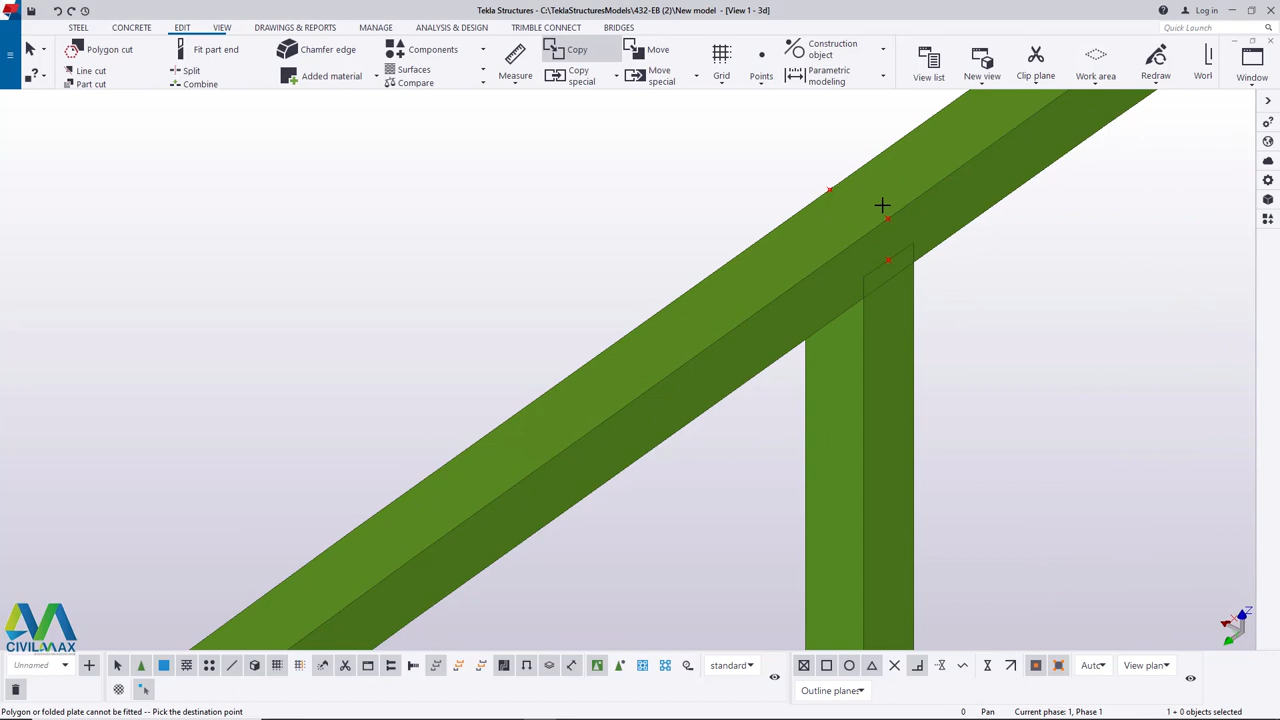 Tekla Structures - C:\TeklaStructuresModels\432-EB (2)\New model - [View 1 - 3d]
Log in
STEEL CONCRETE EDIT VIEW DRAWINGS & REPORTS MANAGE ANALYSIS & DESIGN TRIMBLE CONNECT BRIDGES
Quick Launch
Polygon cut
Line cut
Part cut
Fit part end
Split
Combine
Chamfer edge
Added material
Components
Surfaces
Compare
Measure
Copy
Copy special
Move
Move special
Grid
Points
Construction object
Parametric modeling
View list
New view
Clip plane
Work area
Redraw
Worl
Window
Z
CIVILMAX
Unnamed
standard
Auto
View plan
Outline planes
Polygon or folded plate cannot be fitted -- Pick the destination point
0
Pan
Current phase: 1, Phase 1
1 + 0 objects selected